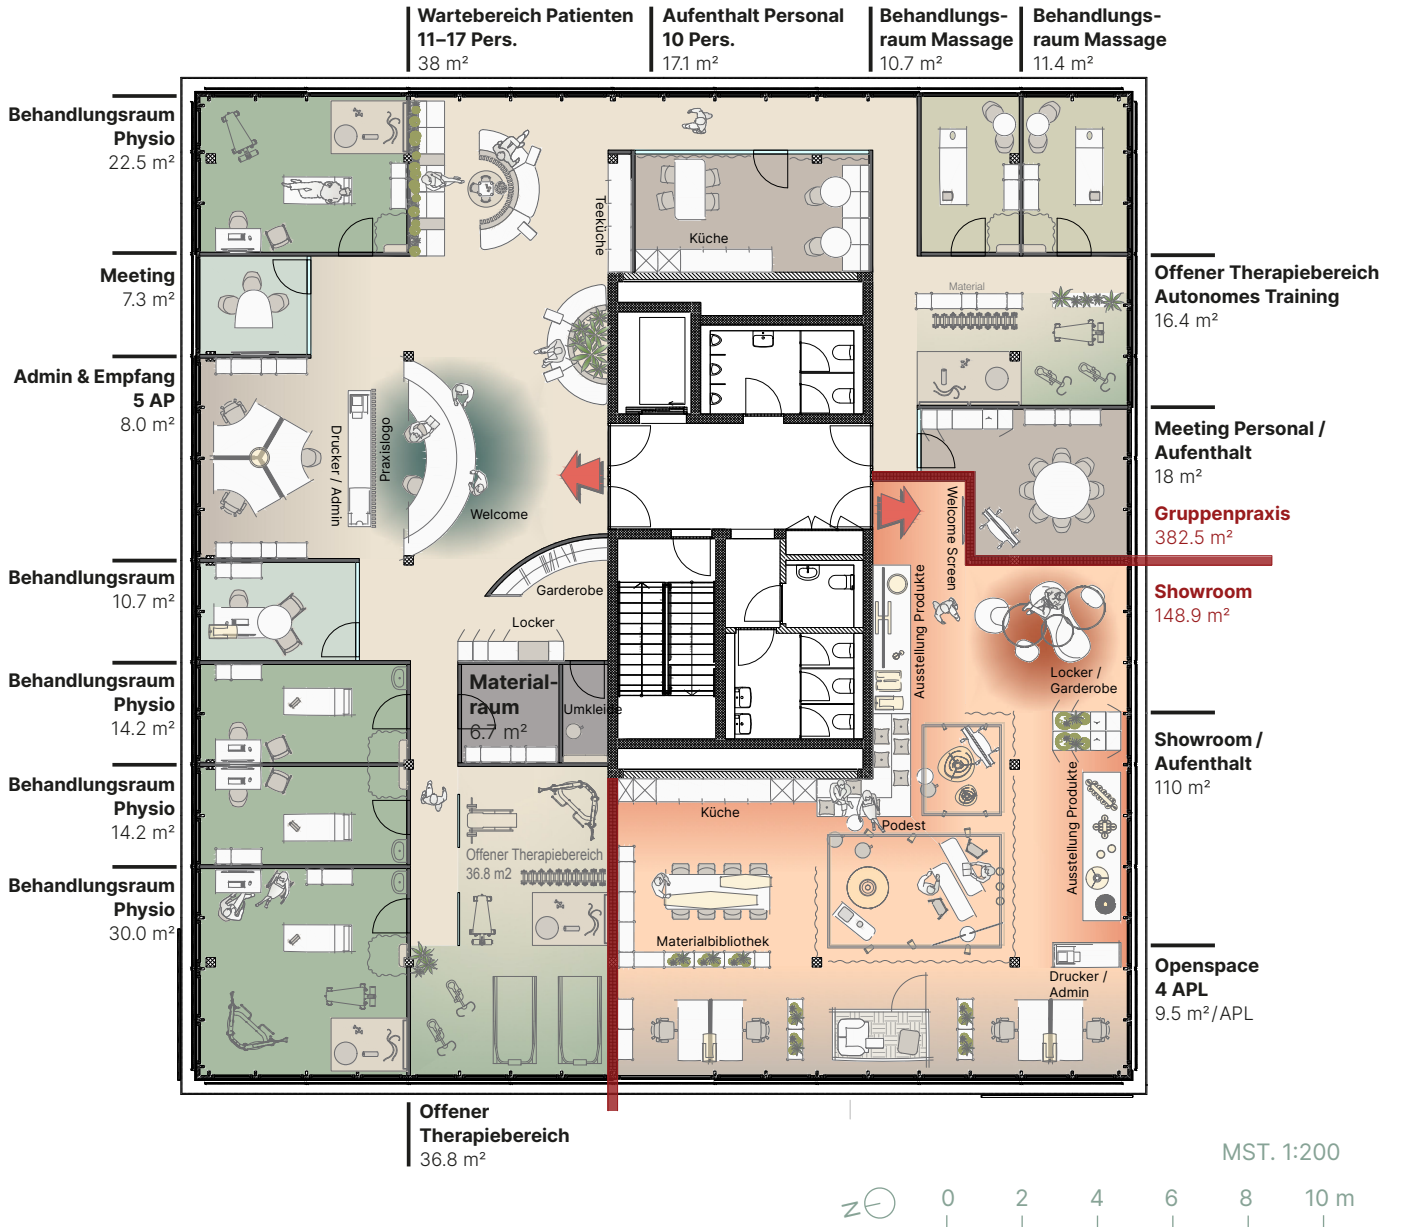 Wartebereich Patienten
11–17 Pers.
38 m²
Aufenthalt Personal
10 Pers.
17.1 m²
Behandlungs-
raum Massage
10.7 m²
Behandlungs-
raum Massage
11.4 m²
Behandlungsraum
Physio
22.5 m²
Meeting
7.3 m²
Admin & Empfang
5 AP
8.0 m²
Behandlungsraum
10.7 m²
Behandlungsraum
Physio
14.2 m²
Behandlungsraum
Physio
14.2 m²
Behandlungsraum
Physio
30.0 m²
Teeküche
Küche
Material
Drucker / Admin
Praxislogo
Welcome
Garderobe
Locker
Material-
raum
6.7 m²
Umkleide
Offener Therapiebereich
36.8 m2
Welcome Screen
Ausstellung Produkte
Locker /
Garderobe
Küche
Podest
Ausstellung Produkte
Materialbibliothek
Drucker /
Admin
Offener Therapiebereich
Autonomes Training
16.4 m²
Meeting Personal /
Aufenthalt
18 m²
Gruppenpraxis
382.5 m²
Showroom
148.9 m²
Showroom /
Aufenthalt
110 m²
Openspace
4 APL
9.5 m²/APL
Offener
Therapiebereich
36.8 m²
MST. 1:200
N
0 2 4 6 8 10 m